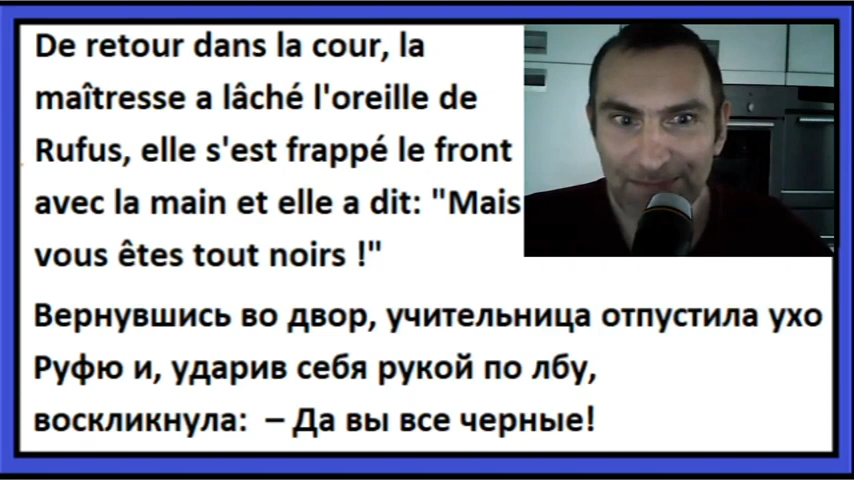 De retour dans la cour, la
maîtresse a lâché l'oreille de
Rufus, elle s'est frappé le front
avec la main et elle a dit: "Mais
vous êtes tout noirs !"
Вернувшись во двор, учительница отпустила ухо
Руфю и, ударив себя рукой по лбу,
воскликнула:  – Да вы все черные!